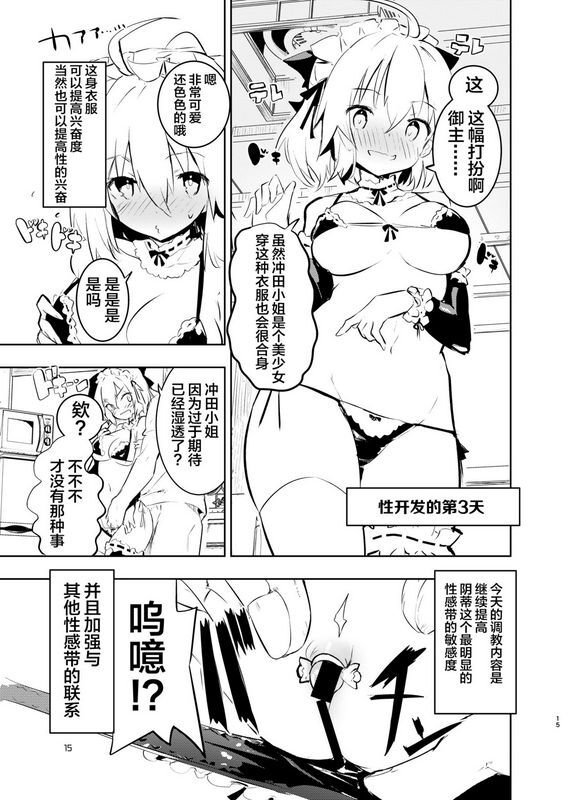 这
这幅打扮啊
御主……
虽然冲田小姐是个美少女
穿这种衣服也会很合身
テレ
テレ
ドキ
ドキ
性开发的第3天
カアァァ……
嗯
非常可爱
还色色的哦
这身衣服
可以提高兴奋度
当然也可以提高性的兴奋
ドキ
ドキ
是是是
是吗
冲田小姐
因为过于期待
已经湿透了?
ドキーン
欸?
不不不
才没有那种事
今天的调教内容是
继续提高
阴蒂这个最明显的
性感带的敏感度
呜噫!?
并且加强与
其他性感带的联系
15
15